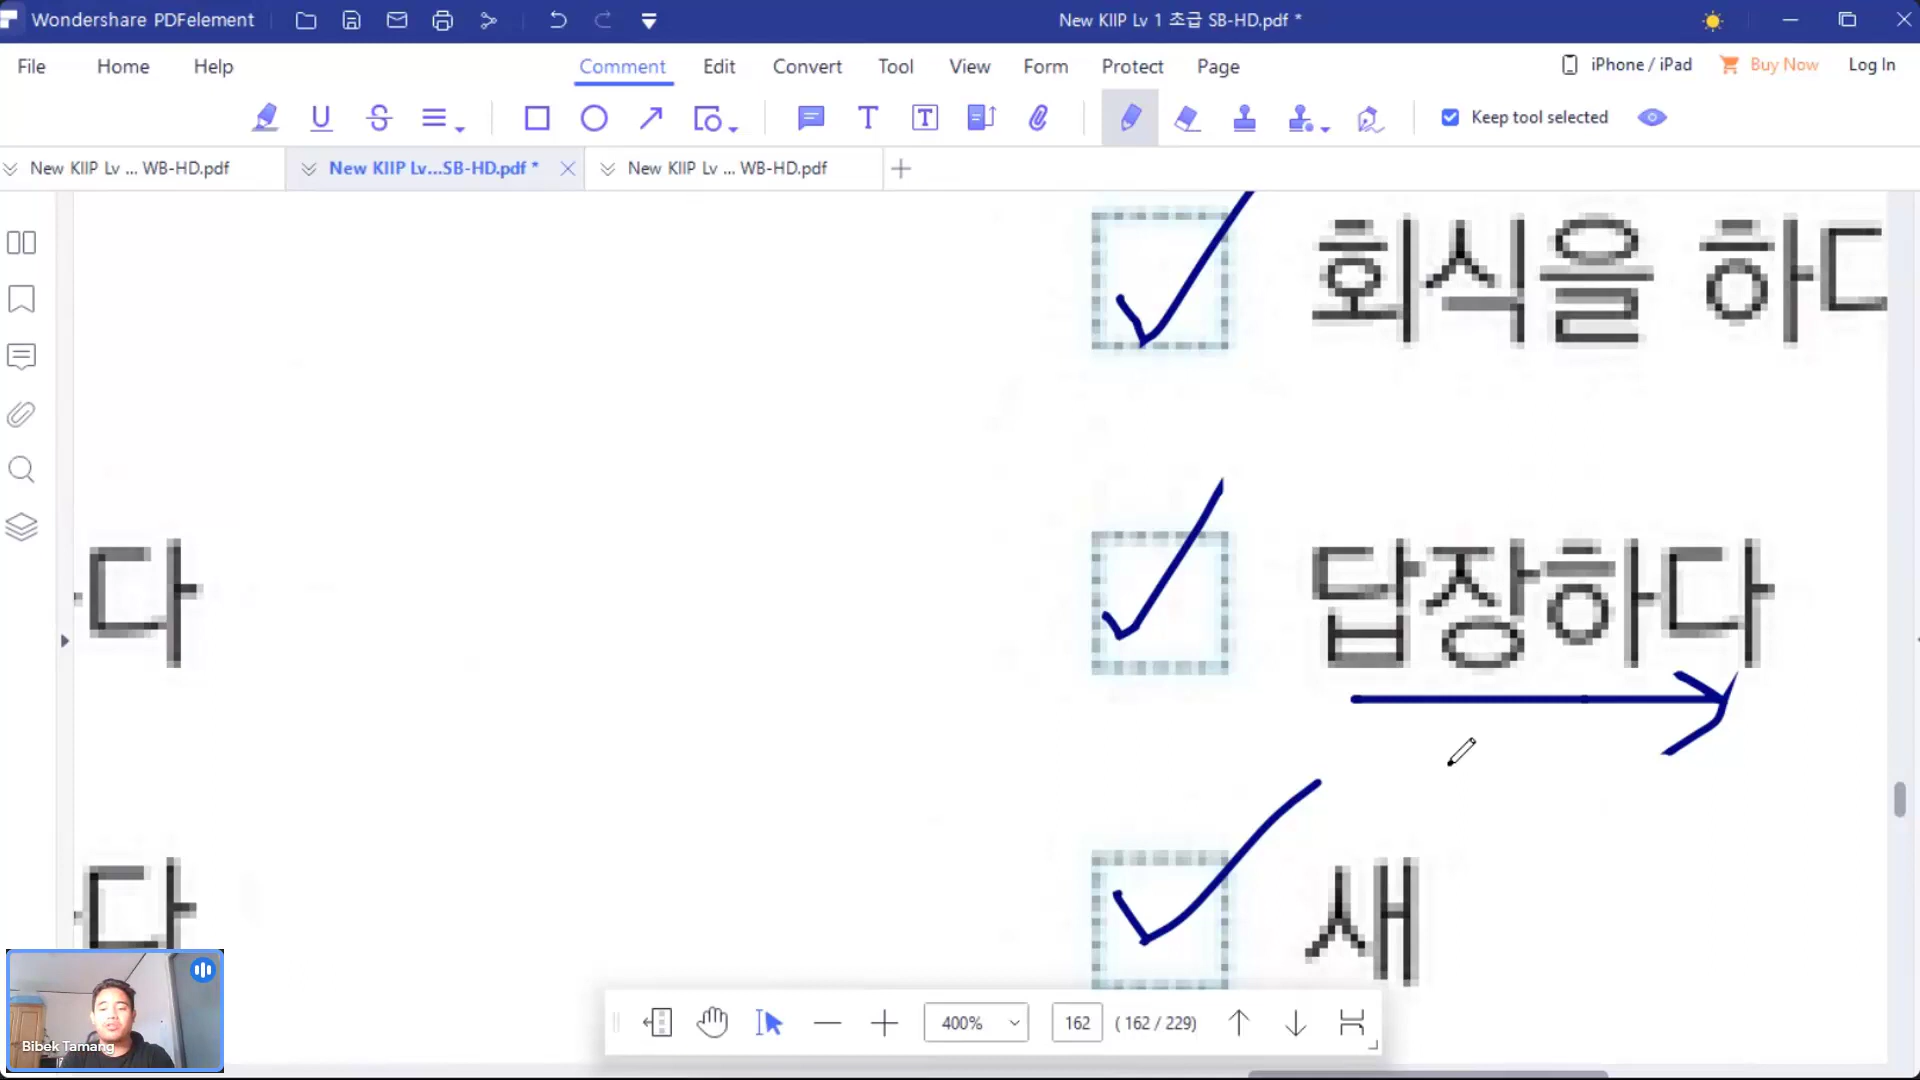 Wondershare PDFelement
New KIIP Lv 1 초급 SB-HD.pdf *
File Home Help Comment Edit Convert Tool View Form Protect Page iPhone / iPad Buy Now Log In
T T Keep tool selected
New KIIP Lv ... WB-HD.pdf New KIIP Lv...SB-HD.pdf * New KIIP Lv ... WB-HD.pdf
회식을 하다
다 답장하다
다 새
400% 162 ( 162 / 229)
Bibek Tamang